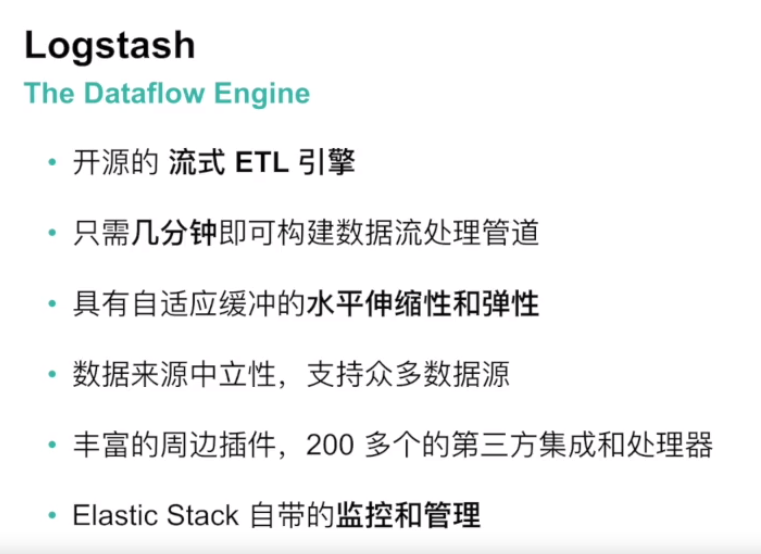 Logstash
The Dataflow Engine
• 开源的 流式 ETL 引擎
• 只需几分钟即可构建数据流处理管道
• 具有自适应缓冲的水平伸缩性和弹性
• 数据来源中立性，支持众多数据源
• 丰富的周边插件，200 多个的第三方集成和处理器
• Elastic Stack 自带的监控和管理